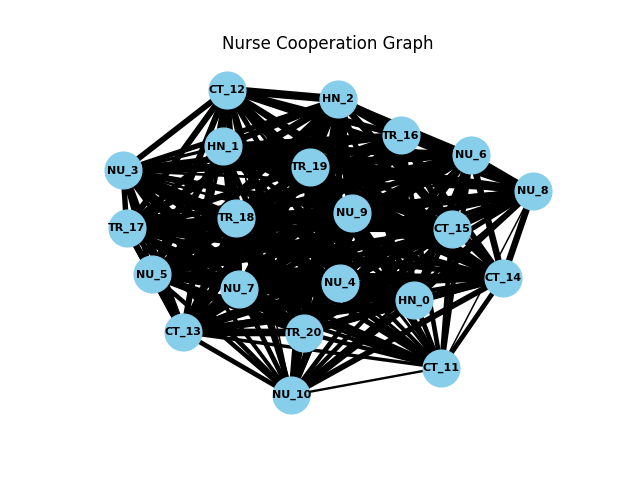 Nurse Cooperation Graph
CT_12
HN_2
TR_16
HN_1
NU_6
TR_19
NU_3
NU_8
NU_9
TR_18
TR_17
CT_15
NU_5
CT_14
NU_4
NU_7
HN_0
CT_13
TR_20
CT_11
NU_10